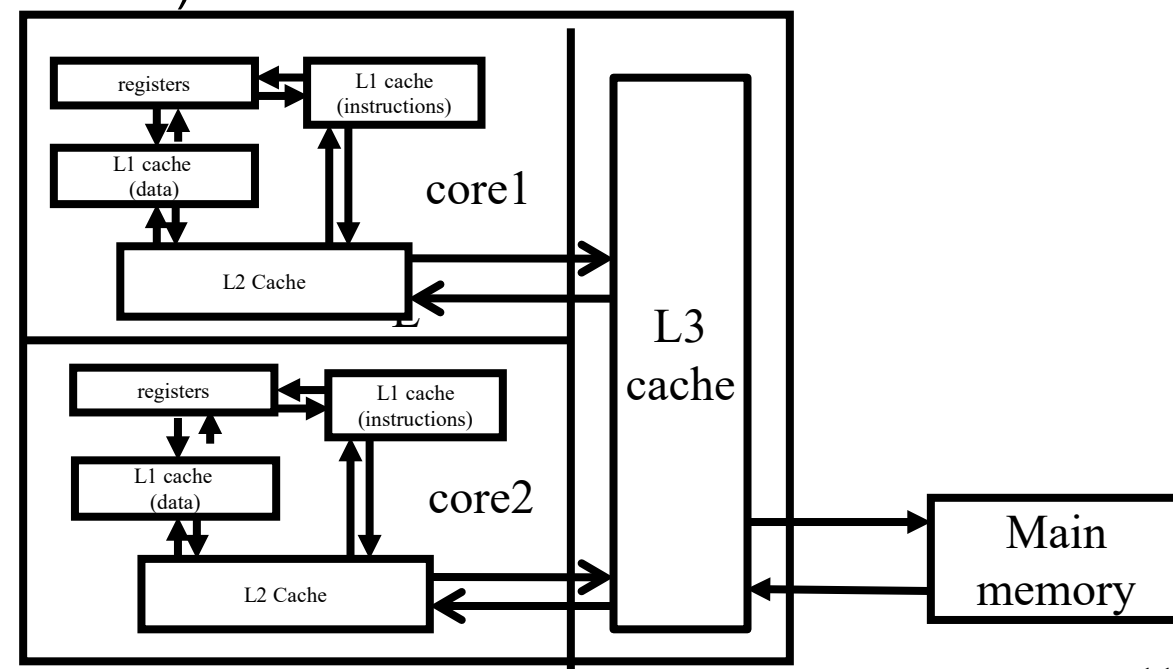 registers
L1 cache
(instructions)
L1 cache
(data)
core1
L2 Cache
L3
cache
registers
L1 cache
(instructions)
L1 cache
(data)
core2
L2 Cache
Main
memory